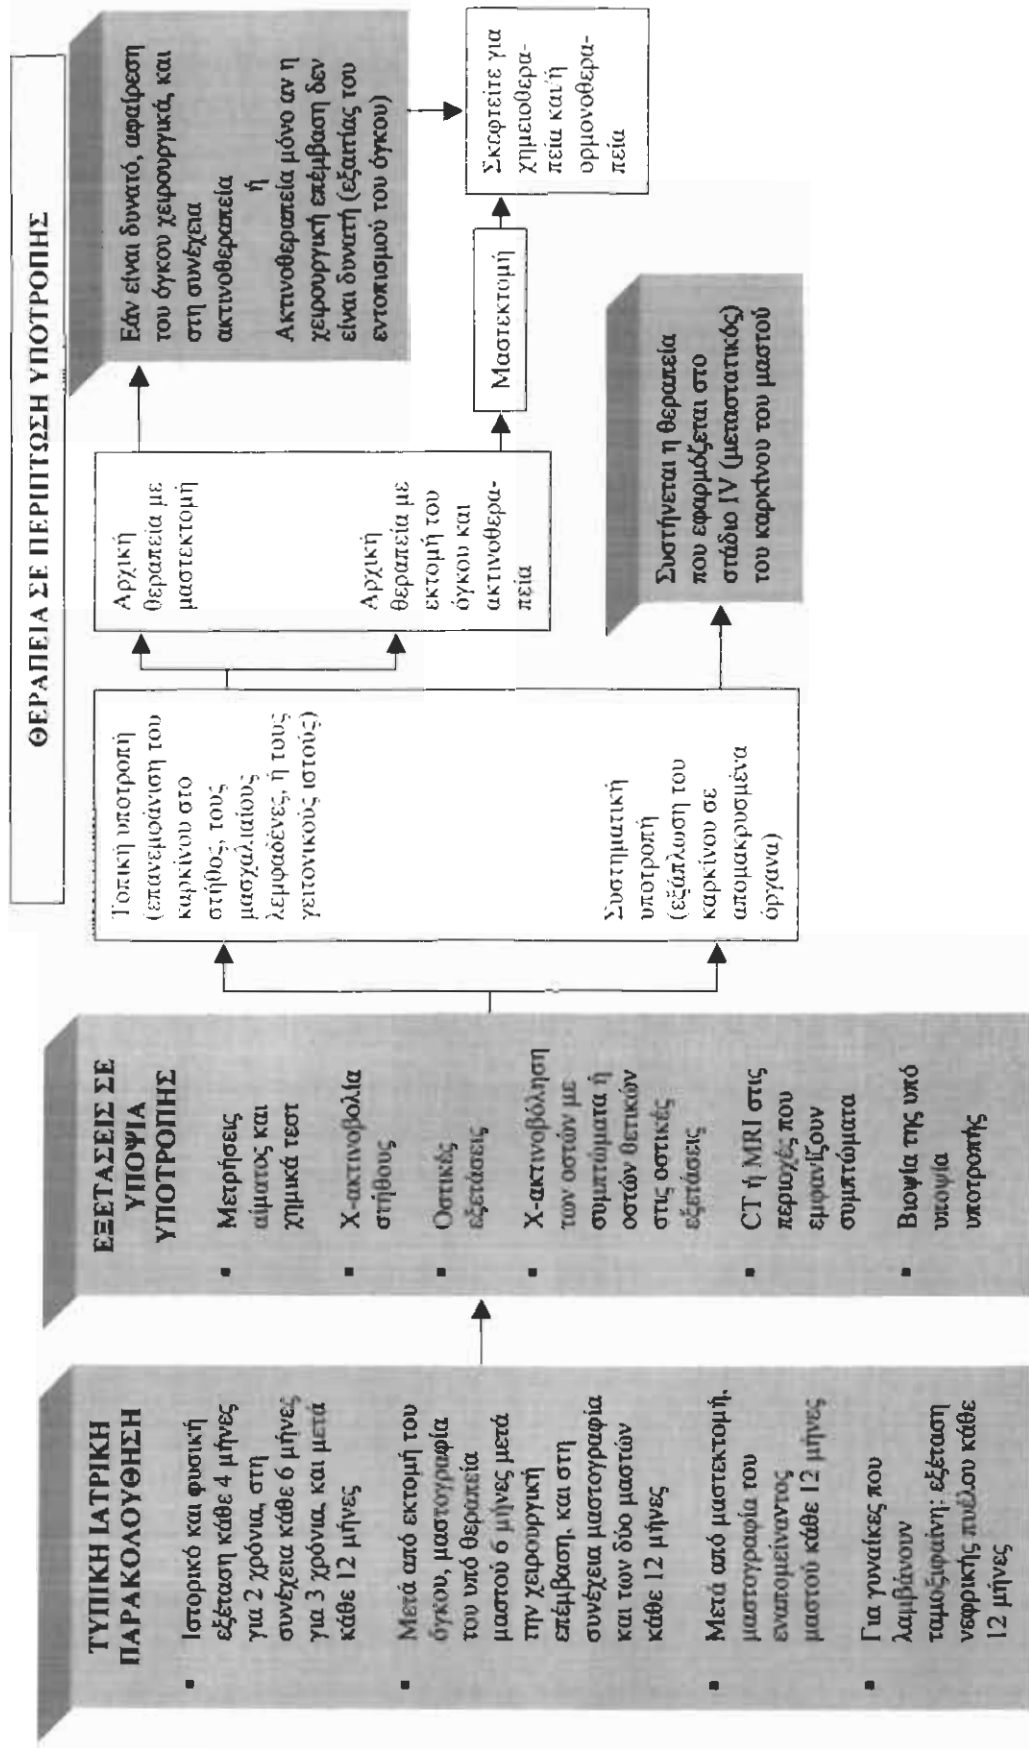 ΘΕΡΑΠΕΙΑ ΣΕ ΠΕΡΙΠΤΩΣΗ ΥΠΟΤΡΟΠΗΣ
ΤΥΠΙΚΗ ΙΑΤΡΙΚΗ
ΠΑΡΑΚΟΛΟΥΘΗΣΗ
▪ Ιστορικό και φυσική
εξέταση κάθε 4 μήνες
για 2 χρόνια, στη
συνέχεια κάθε 6 μήνες
για 3 χρόνια, και μετά
κάθε 12 μήνες
▪ Μετά από εκτομή του
όγκου, μαστογραφία
του υπό θεραπεία
μαστού 6 μήνες μετά
την χειρουργική
επέμβαση, και στη
συνέχεια μαστογραφία
και των δύο μαστών
κάθε 12 μήνες
▪ Μετά από μαστεκτομή,
μαστογραφία του
εναπομείναντος
μαστού κάθε 12 μήνες
▪ Για γυναίκες που
λαμβάνουν
ταμοξιφαίνη: εξέταση
νεφρικής πυέλου κάθε
12 μήνες
ΕΞΕΤΑΣΕΙΣ ΣΕ
ΥΠΟΨΙΑ
ΥΠΟΤΡΟΠΗΣ
▪ Μετρήσεις
αίματος και
χημικά τεστ
▪ Χ-ακτινοβολία
στήθους
▪ Οστικές
εξετάσεις
▪ Χ-ακτινοβόληση
των οστών με
συμπτώματα ή
οστών θετικών
στις οστικές
εξετάσεις
▪ CT ή MRI στις
περιοχές που
εμφανίζουν
συμπτώματα
▪ Βιοψία της υπό
υποψία
υποτροπής
Τοπική υποτροπή
(επανεμφάνιση του
καρκίνου στο
στήθος, τους
μασχαλιαίους
λεμφαδένες, ή τους
γειτονικούς ιστούς)
Συστηματική
υποτροπή
(εξάπλωση του
καρκίνου σε
απομακρυσμένα
όργανα)
Αρχική
θεραπεία με
μαστεκτομή
Αρχική
θεραπεία με
εκτομή του
όγκου και
ακτινοθερα-
πεία
Εάν είναι δυνατό, αφαίρεση
του όγκου χειρουργικά, και
στη συνέχεια
ακτινοθεραπεία
ή
Ακτινοθεραπεία μόνο αν η
χειρουργική επέμβαση δεν
είναι δυνατή (εξαιτίας του
εντοπισμού του όγκου)
Μαστεκτομή
Σκεφτείτε για
χημειοθερα-
πεία και/ή
ορμονοθερα-
πεία
Συστήνεται η θεραπεία
που εφαρμόζεται στο
στάδιο IV (μεταστατικός)
του καρκίνου του μαστού